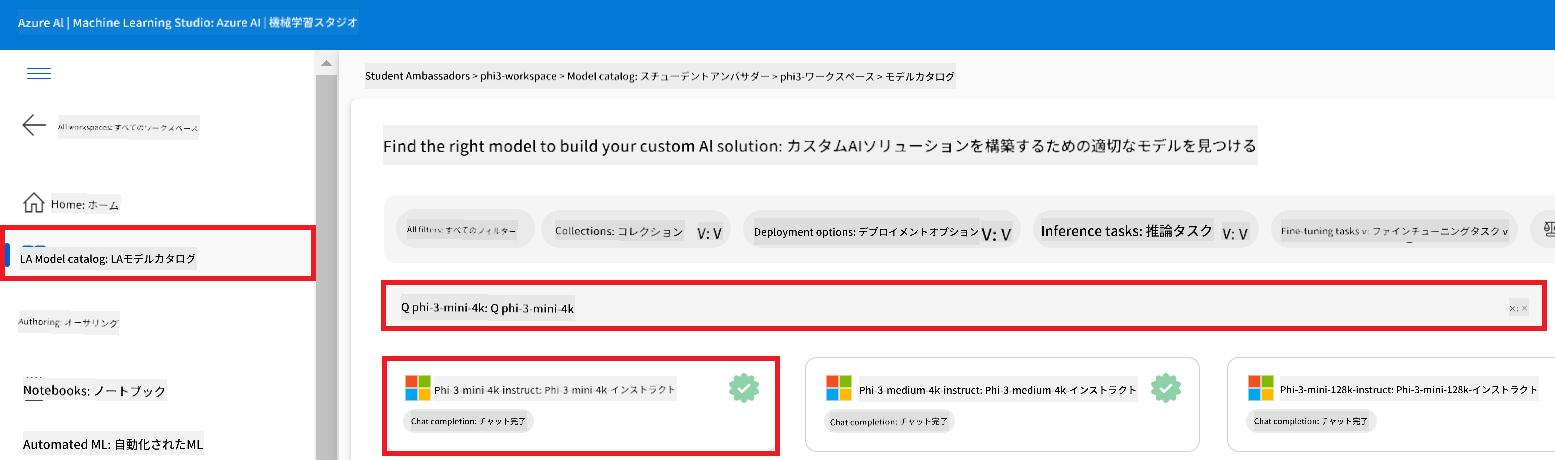 Azure AI | Machine Learning Studio: Azure AI | 機械学習スタジオ
All workspaces: すべてのワークスペース
Home: ホーム
LA Model catalog: LAモデルカタログ
Authoring: オーサリング
Notebooks: ノートブック
Automated ML: 自動化されたML
Student Ambassadors > phi3-workspace > Model catalog: スチューデントアンバサダー > phi3-ワークスペース > モデルカタログ
Find the right model to build your custom AI solution: カスタムAIソリューションを構築するための適切なモデルを見つける
All filters: すべてのフィルター
Collections: コレクション V: V
Deployment options: デプロイメントオプション V: V
Inference tasks: 推論タスク V: V
Fine-tuning tasks v: ファインチューニングタスク v
Q phi-3-mini-4k: Q phi-3-mini-4k ×: ×
Phi-3-mini-4k-instruct: Phi-3-mini-4k-インストラクト
Chat completion: チャット完了
Phi-3-medium-4k-instruct: Phi-3-medium-4k-インストラクト
Chat completion: チャット完了
Phi-3-mini-128k-instruct: Phi-3-mini-128k-インストラクト
Chat completion: チャット完了